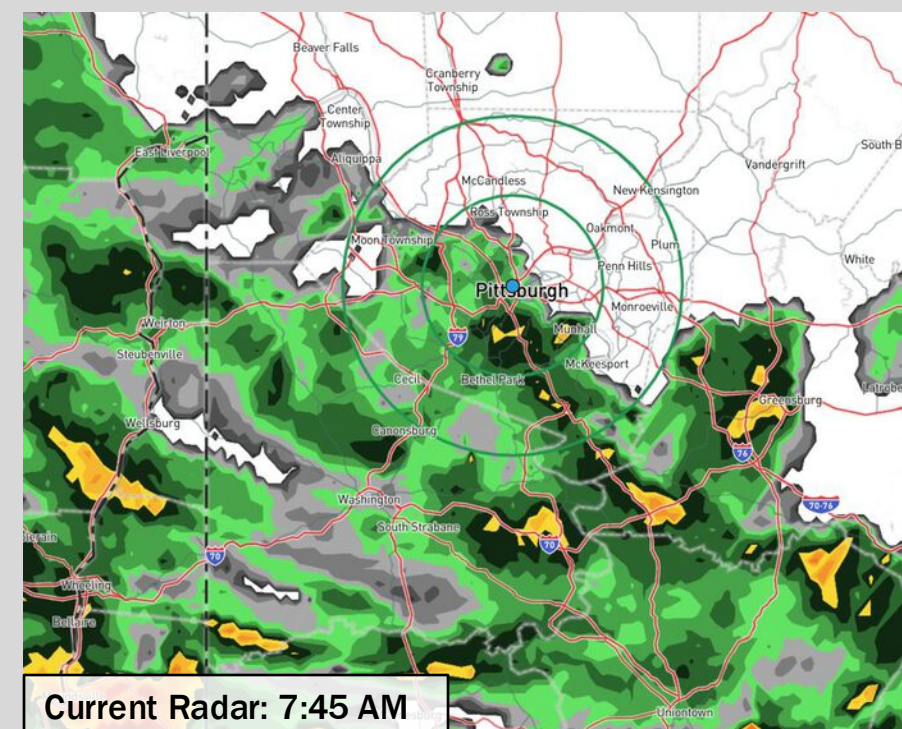 Beaver Falls
Cranberry
Township
Center
Township
South B
East Liverpool
Aliquippa
Vandergrift
McCandless
New Kensington
Ross Township
Oakmont
Moon Township
Plum
White
Penn Hills
Pittsburgh
Monroeville
Weirton
Munhall
79
Steubenville
McKeesport
Cecil
Bethel Park
Latrobe
Greensburg
Wellsburg
Canonsburg
76
Washington
70-76
South Strabane
70
70
Wheeling
Bellaire
Uniontown
Current Radar: 7:45 AM